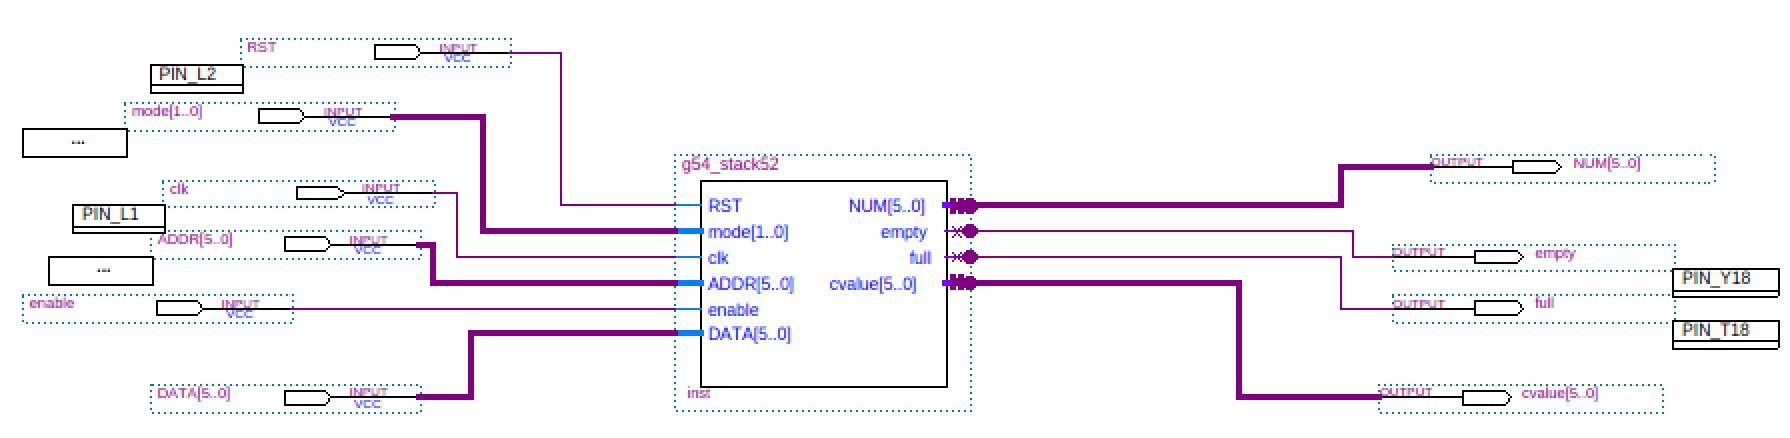 RST
INPUT
VCC
PIN_L2
mode[1..0]
INPUT
VCC
...
clk
INPUT
VCC
PIN_L1
ADDR[5..0]
INPUT
VCC
...
enable
INPUT
VCC
DATA[5..0]
INPUT
VCC
g54_stack52
RST
mode[1..0]
clk
ADDR[5..0]
enable
DATA[5..0]
NUM[5..0]
empty
full
cvalue[5..0]
inst
OUTPUT
NUM[5..0]
OUTPUT
empty
PIN_Y18
OUTPUT
full
PIN_T18
OUTPUT
cvalue[5..0]